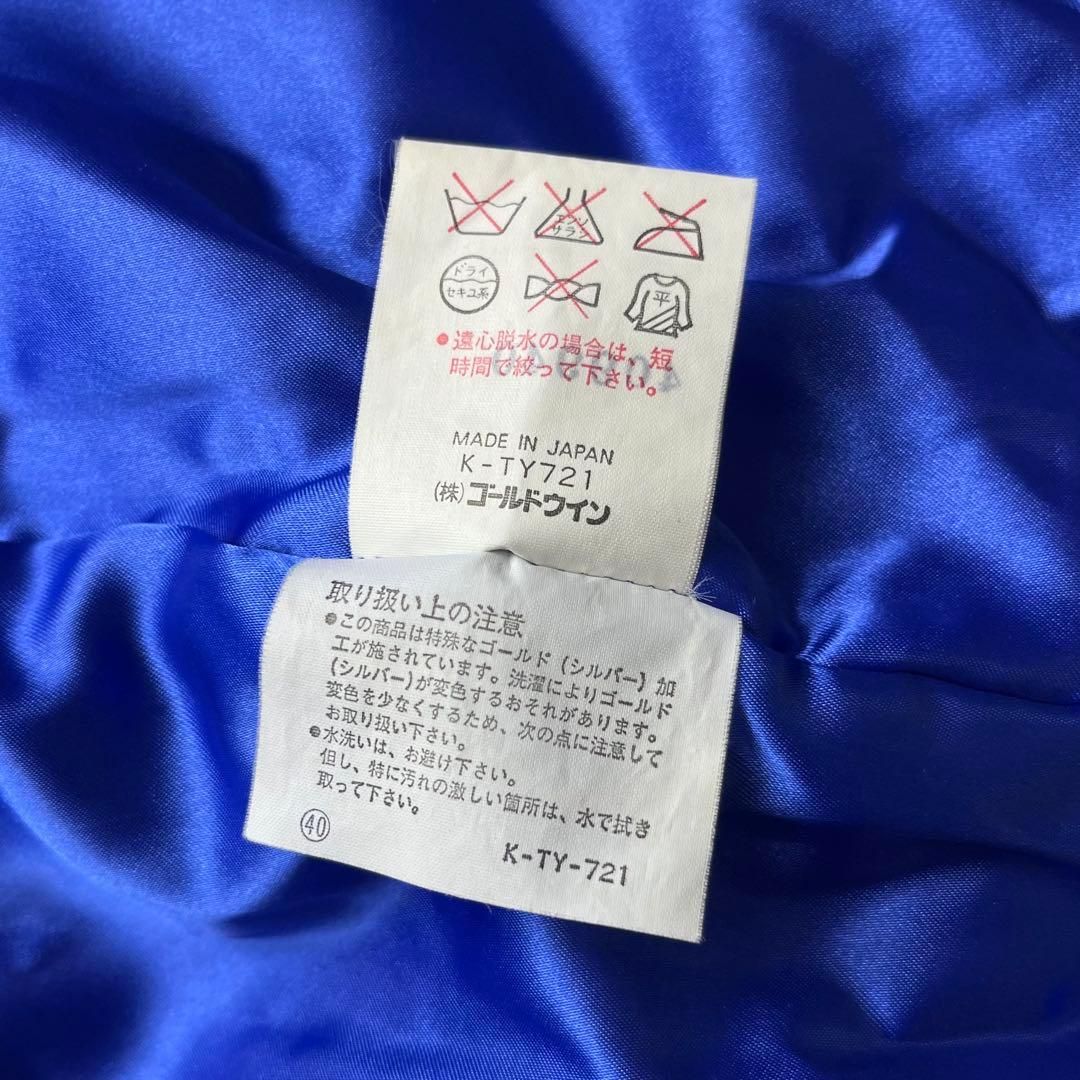 エンソ
サラシ
ドライ
セキユ系
平
●遠心脱水の場合は、短
時間で絞って下さい。
MADE IN JAPAN
K-TY721
(株)ゴールドウイン
取り扱い上の注意
●この商品は特殊なゴールド(シルバー)加
工が施されています。洗濯によりゴールド
(シルバー)が変色するおそれがあります。
変色を少なくするため、次の点に注意して
お取り扱い下さい。
●水洗いは、お避け下さい。
但し、特に汚れの激しい箇所は、水で拭き
取って下さい。
㊵
K-TY-721